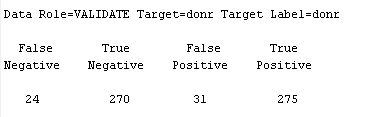 Data Role=VALIDATE Target=donr Target Label=donr
False True False True
Negative Negative Positive Positive
24 270 31 275